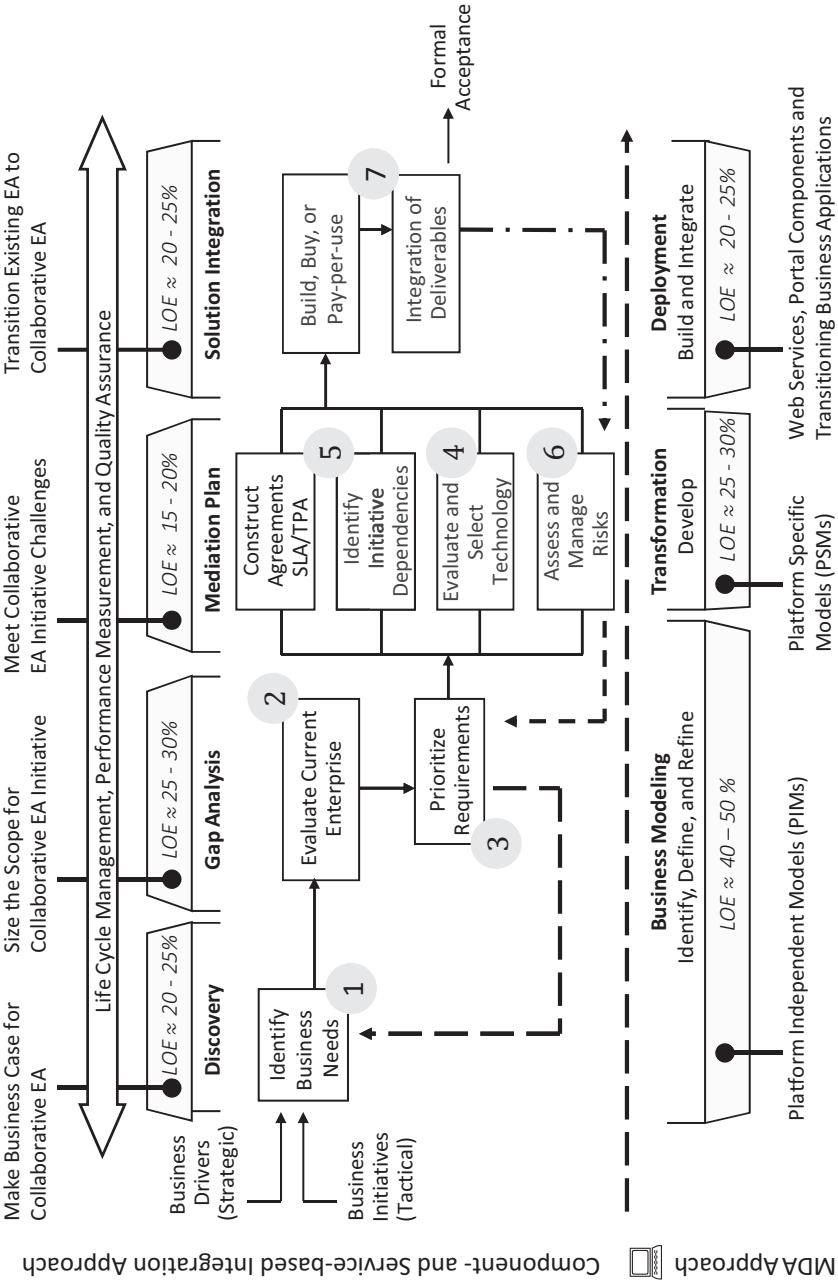 Make Business Case for
Collaborative EA
Size the Scope for
Collaborative EA Initiative
Meet Collaborative
EA Initiative Challenges
Transition Existing EA to
Collaborative EA
Life Cycle Management, Performance Measurement, and Quality Assurance
LOE ≈ 20 - 25%
LOE ≈ 25 - 30%
LOE ≈ 15 - 20%
LOE ≈ 20 - 25%
Discovery
Gap Analysis
Mediation Plan
Solution Integration
Component- and Service-based Integration Approach
Business
Drivers
(Strategic)
Business
Initiatives
(Tactical)
Identify
Business
Needs
1
Evaluate Current
Enterprise
2
Prioritize
Requirements
3
Construct
Agreements
SLA/TPA
Identify
Initiative
Dependencies
5
Evaluate and
Select
Technology
4
Assess and
Manage
Risks
6
Build, Buy, or
Pay-per-use
Integration of
Deliverables
7
Formal
Acceptance
MDA Approach
Business Modeling
Identify, Define, and Refine
LOE ≈ 40 – 50 %
Transformation
Develop
LOE ≈ 25 - 30%
Deployment
Build and Integrate
LOE ≈ 20 - 25%
Platform Independent Models (PIMs)
Platform Specific
Models (PSMs)
Web Services, Portal Components and
Transitioning Business Applications